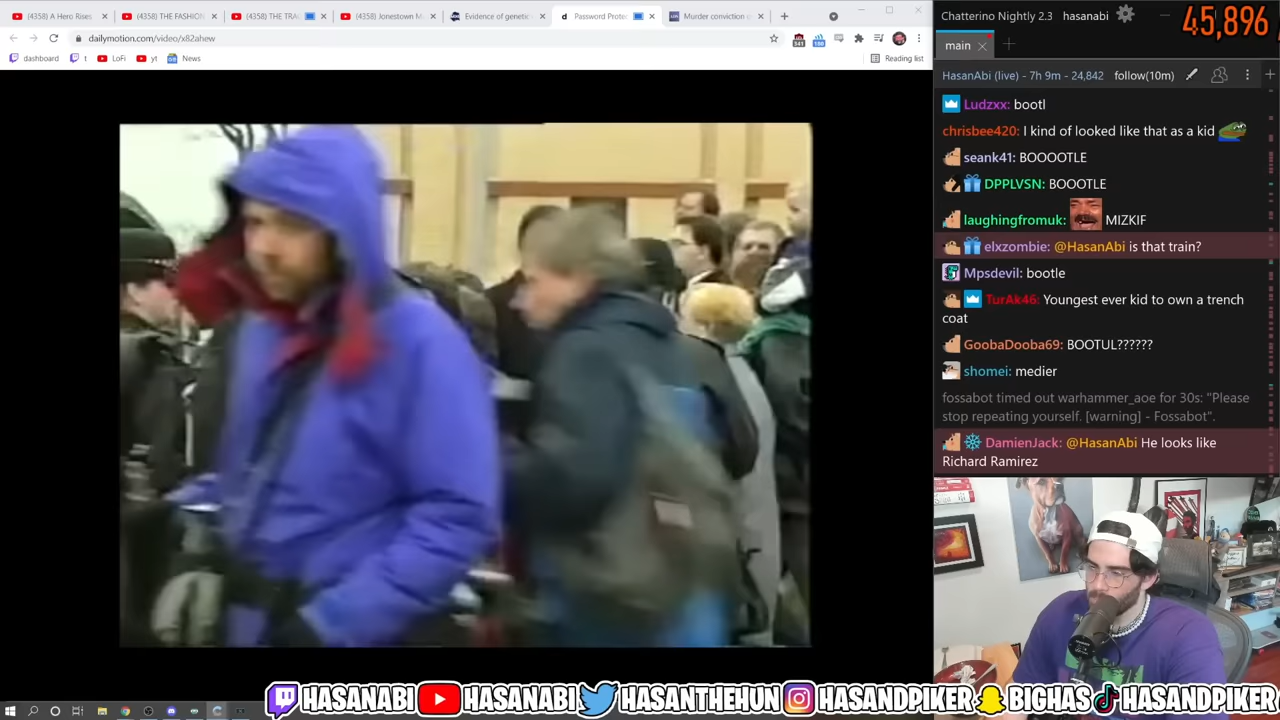 (4358) A Hero Rises
(4358) THE FASHION
(4358) THE TRA
(4358) Jonestown M
Evidence of genetic
Password Protec
Murder conviction q
dailymotion.com/video/x82ahew
dashboard
t
LoFi
yt
News
Reading list
Chatterino Nightly 2.3 hasanabi
45,896
main
HasanAbi (live) - 7h 9m - 24,842 follow(10m)
Ludzxx: bootl
chrisbee420: I kind of looked like that as a kid
seank41: BOOOOTLE
DPPLVSN: BOOOTLE
laughingfromuk: MIZKIF
elxzombie: @HasanAbi is that train?
Mpsdevil: bootle
TurAk46: Youngest ever kid to own a trench
coat
GoobaDooba69: BOOTUL??????
shomei: medier
fossabot timed out warhammer_aoe for 30s: "Please
stop repeating yourself. [warning] - Fossabot".
DamienJack: @HasanAbi He looks like
Richard Ramirez
HASANABI HASANABI HASANTHEHUN HASANDPIKER BIGHAS HASANDPIKER